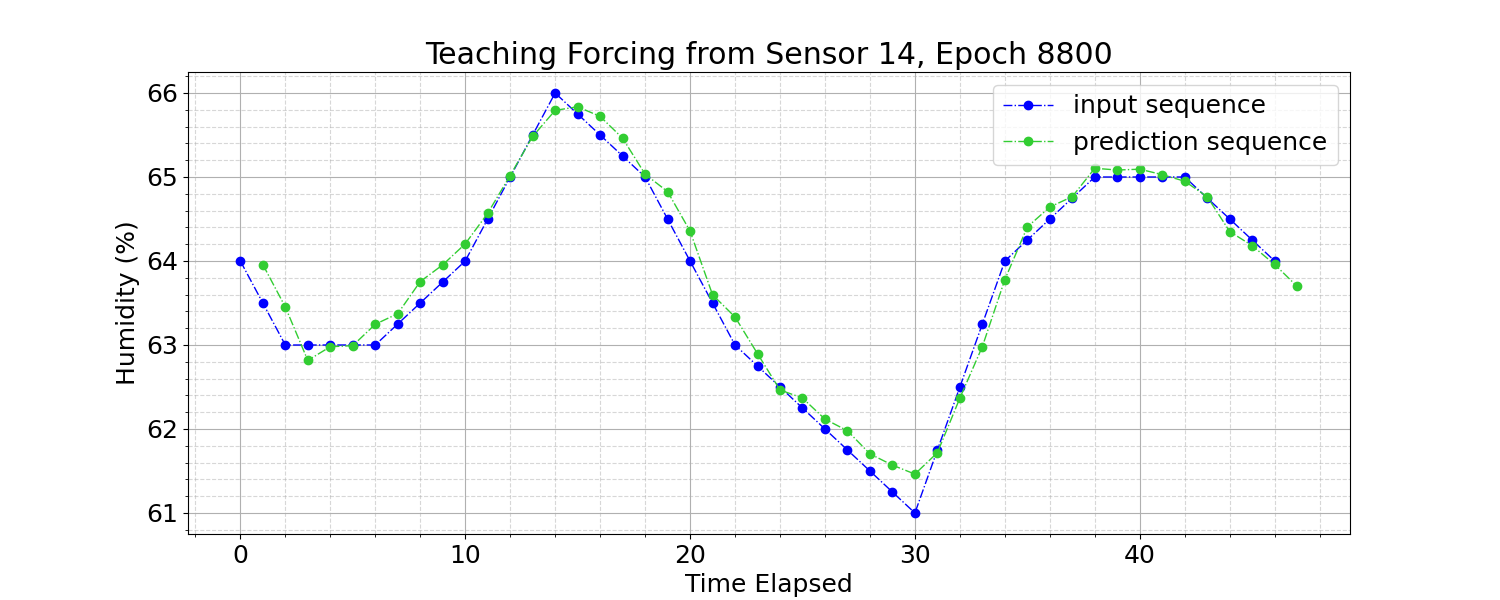 Teaching Forcing from Sensor 14, Epoch 8800
input sequence
prediction sequence
66
65
64
63
62
61
Humidity (%)
0 10 20 30 40
Time Elapsed